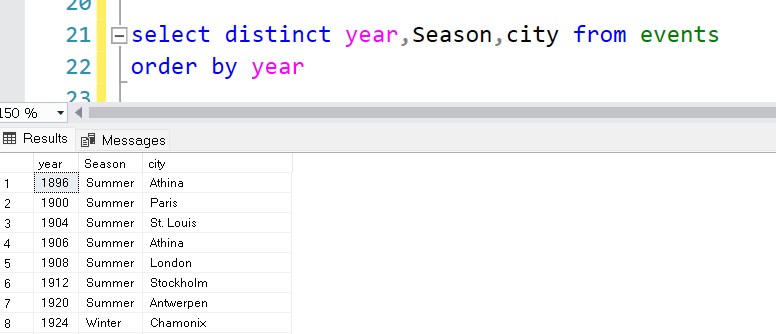 20
21 select distinct year,Season,city from events
22 order by year
23
150 %
Results Messages
year Season city
1 1896 Summer Athina
2 1900 Summer Paris
3 1904 Summer St. Louis
4 1906 Summer Athina
5 1908 Summer London
6 1912 Summer Stockholm
7 1920 Summer Antwerpen
8 1924 Winter Chamonix